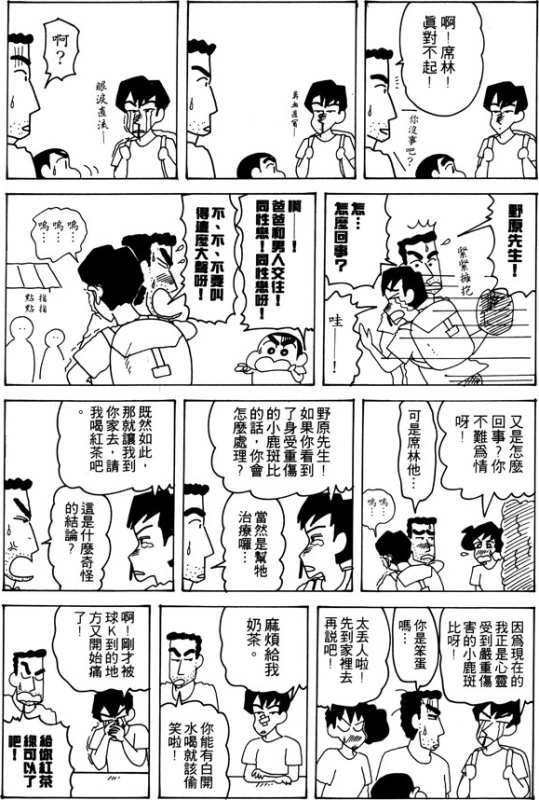 啊！席林！
真對不起！
你沒事吧？
鼻血直冒—
啊？
眼淚直流—
野原先生！
緊緊擁抱
怎…
怎麼回事？
哇—！
啊——！
爸爸和男人交往！
同性戀！同性戀呀！
不、不、不要叫
得這麼大聲呀！
嗚…
嗚…
嗚…
指指
點點
又是怎麼
回事？你
不難為情
呀！
可是席林他…
嗚…
嗚…
野原先生！
如果你看到
了身受重傷
的小鹿斑比
的話，你會
怎麼處理？
當然是幫牠
治療囉…
既然如此，
那就讓我到
你家去，請
我喝紅茶吧
。
這是什麼奇怪
的結論？
因為現在的
我正是心靈
受到嚴重傷
害的小鹿斑
比呀！
你是笨蛋
嗎…
太丟人啦！
先到家裡去
再說吧！
麻煩給我
奶茶。
你能有白開
水喝就該偷
笑啦！
啊！剛才被
球K到的地
方又開始痛
了！
給你紅茶
總可以了
吧！